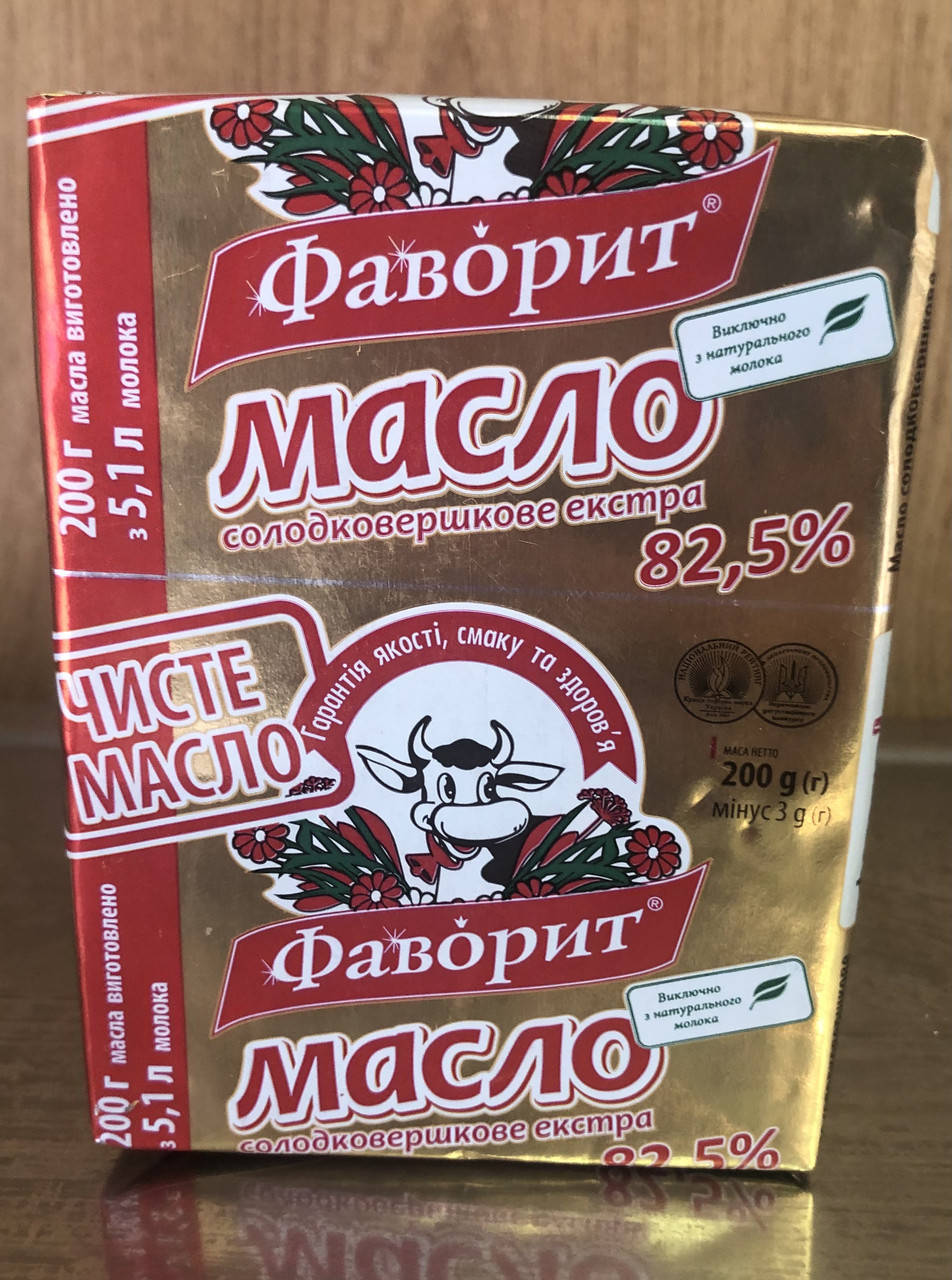 200 г масла виготовлено
з 5,1 л молока
Фаворит®
Виключно
з натурального
молока
масло
солодковершкове екстра
82,5%
ЧИСТЕ
МАСЛО
Гарантія якості, смаку та здоров'я
НАЦІОНАЛЬНИЙ
МАСА НЕТТО
200 g (г)
мінус 3 g (г)
Фаворит®
200 г масла виготовлено
з 5,1 л молока
Виключно
з натурального
молока
масло
солодковершкове екстра
82,5%
Масло солодковершкове